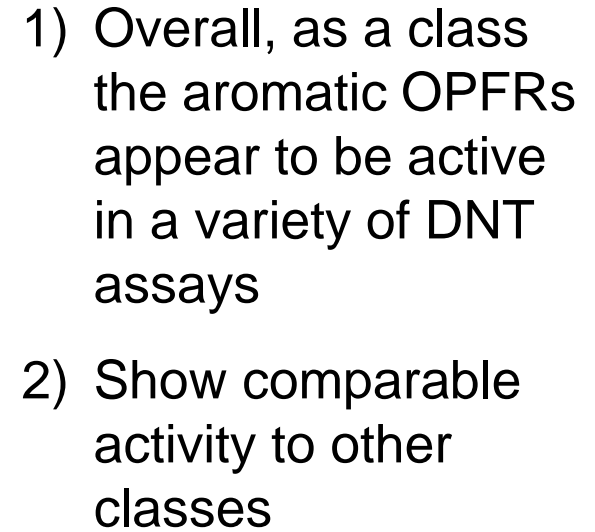 1) Overall, as a class
the aromatic OPFRs
appear to be active
in a variety of DNT
assays
2) Show comparable
activity to other
classes